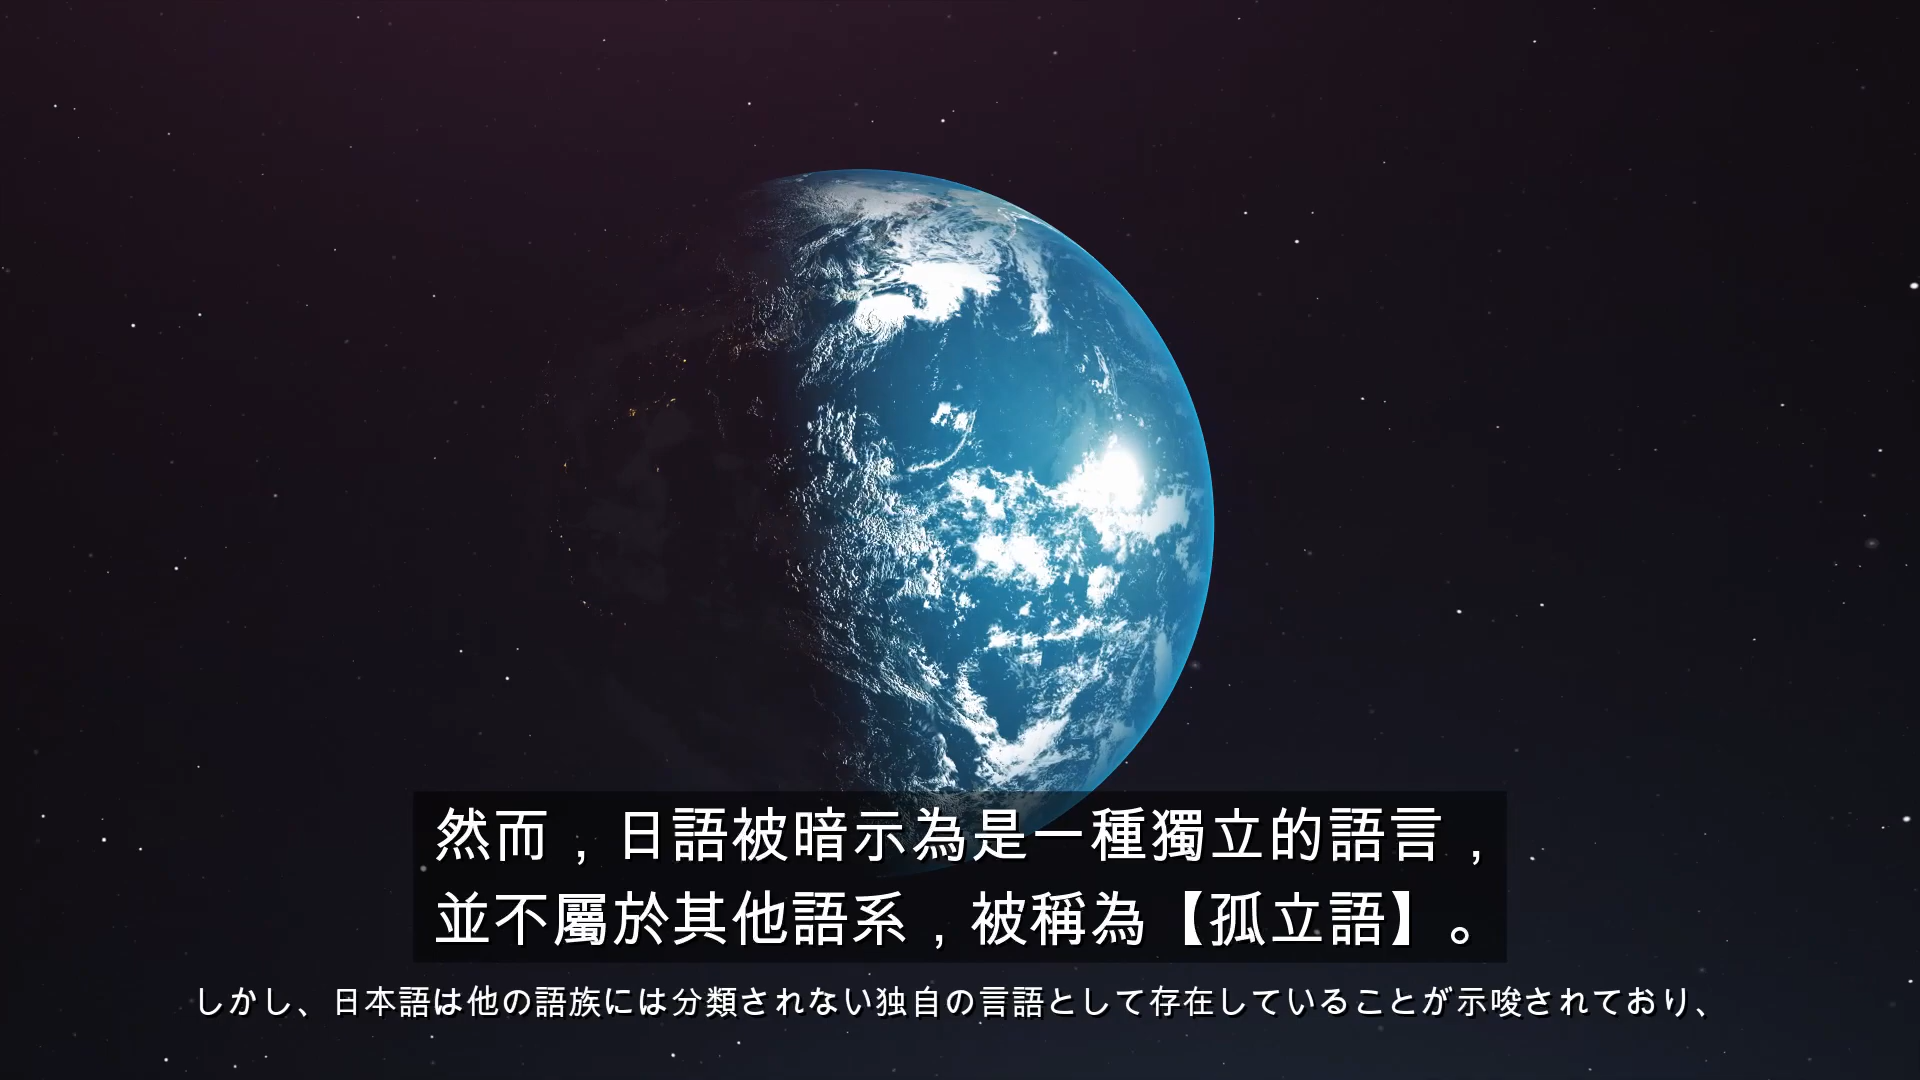 然而，日語被暗示為是一種獨立的語言，
並不屬於其他語系，被稱為【孤立語】。
しかし、日本語は他の語族には分類されない独自の言語として存在していることが示唆されており、